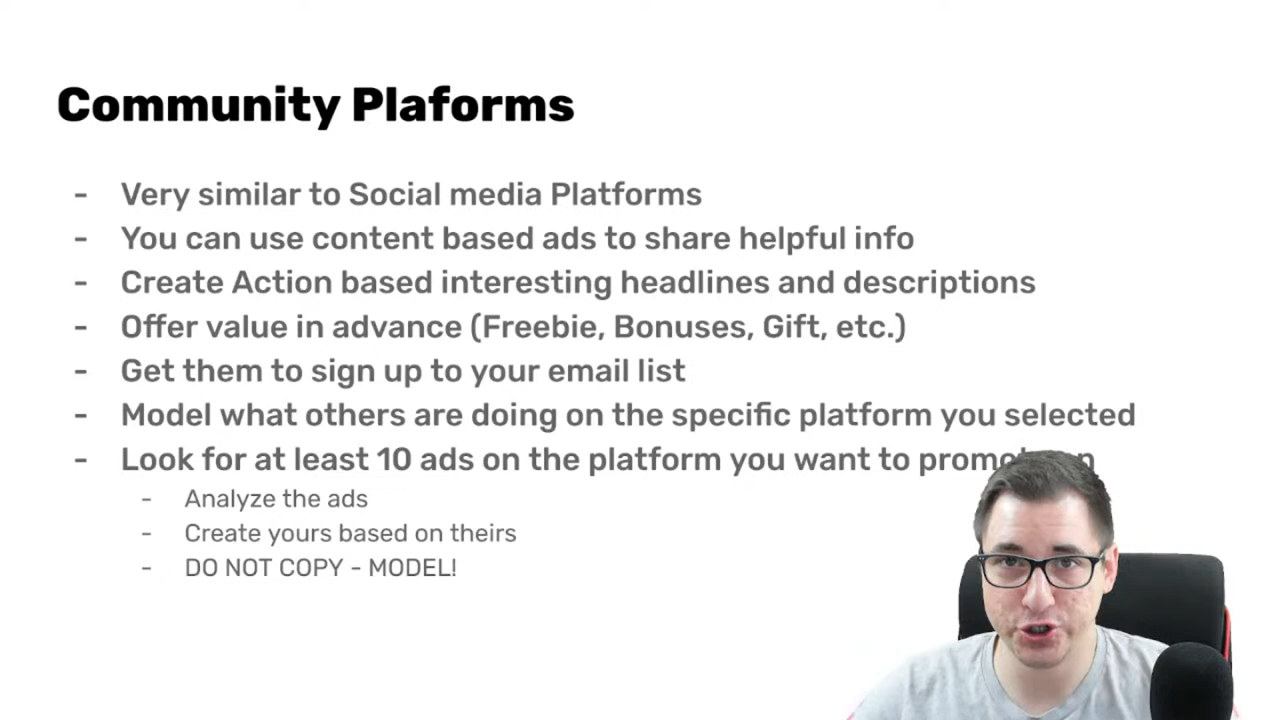 Community Plaforms
- Very similar to Social media Platforms
- You can use content based ads to share helpful info
- Create Action based interesting headlines and descriptions
- Offer value in advance (Freebie, Bonuses, Gift, etc.)
- Get them to sign up to your email list
- Model what others are doing on the specific platform you selected
- Look for at least 10 ads on the platform you want to
- Analyze the ads
- Create yours based on theirs
- DO NOT COPY - MODEL!